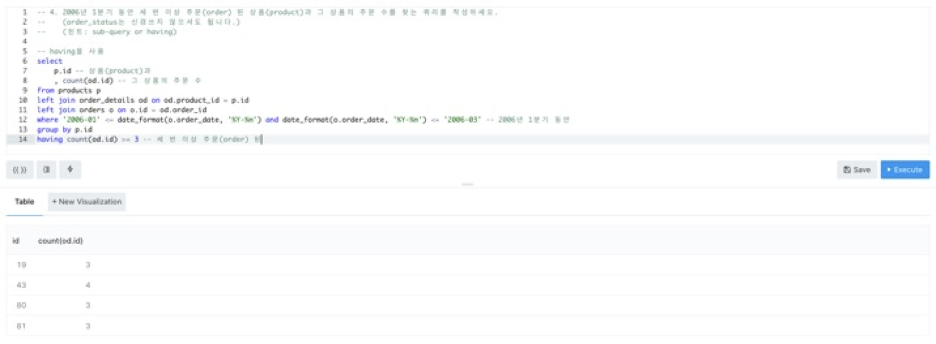 1 -- 4. 2006년 1분기 동안 세 번 이상 주문(order) 된 상품(product)과 그 상품의 주문 수를 찾는 쿼리를 작성하세요.
2 -- (order_status는 신경쓰지 않으셔도 됩니다.)
3 -- (힌트: sub-query or having)
4
5 -- having을 사용
6 select
7 p.id -- 상품(product)과
8 , count(od.id) -- 그 상품의 주문 수
9 from products p
10 left join order_details od on od.product_id = p.id
11 left join orders o on o.id = od.order_id
12 where '2006-01' <= date_format(o.order_date, '%Y-%m') and date_format(o.order_date, '%Y-%m') <= '2006-03' -- 2006년 1분기 동안
13 group by p.id
14 having count(od.id) >= 3 -- 세 번 이상 주문(order) 된
{{ }} Save Execute
Table + New Visualization
id count(od.id)
19 3
43 4
80 3
81 3